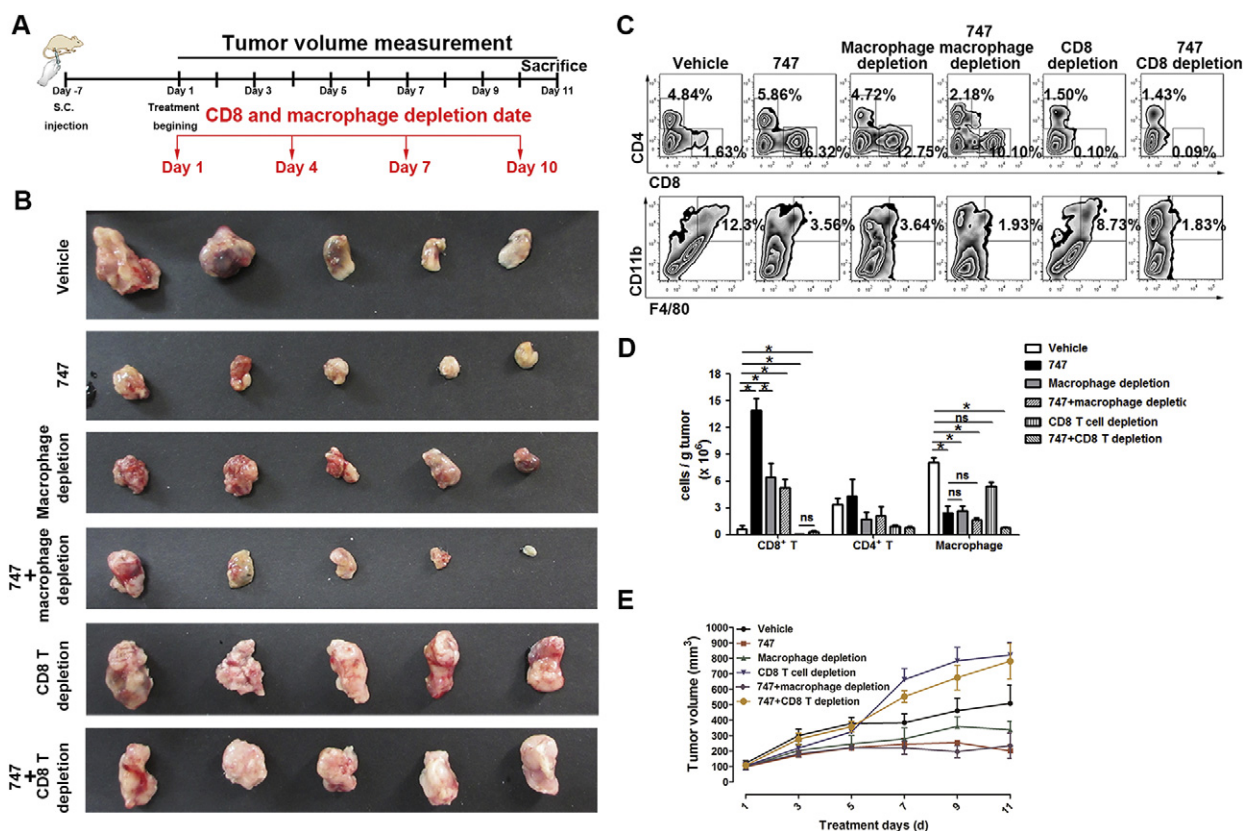 A
Tumor volume measurement
Sacrifice
Day -7
Day 1
Day 3
Day 5
Day 7
Day 9
Day 11
S.C.
injection
Treatment
begining
CD8 and macrophage depletion date
Day 1
Day 4
Day 7
Day 10
B
Vehicle
747
Macrophage
depletion
747
+
macrophage
depletion
CD8 T
depletion
747
+
CD8 T
depletion
C
Vehicle
747
Macrophage
depletion
747
macrophage
depletion
CD8
depletion
747
CD8 depletion
4.84%
5.86%
4.72%
2.18%
1.50%
1.43%
1.63%
16.32%
12.75%
10.10%
0.10%
0.09%
CD4
CD8
12.3%
3.56%
3.64%
1.93%
8.73%
1.83%
CD11b
F4/80
D
Vehicle
747
Macrophage depletion
747+macrophage depletic
CD8 T cell depletion
747+CD8 T depletion
cells / g tumor
(x 10⁶)
18
15
12
9
6
3
0
* * * * * ns
* * * ns * ns ns
CD8⁺ T
CD4⁺ T
Macrophage
E
Tumor volume (mm³)
1000
900
800
700
600
500
400
300
200
100
0
Vehicle
747
Macrophage depletion
CD8 T cell depletion
747+macrophage depletion
747+CD8 T depletion
1 3 5 7 9 11
Treatment days (d)